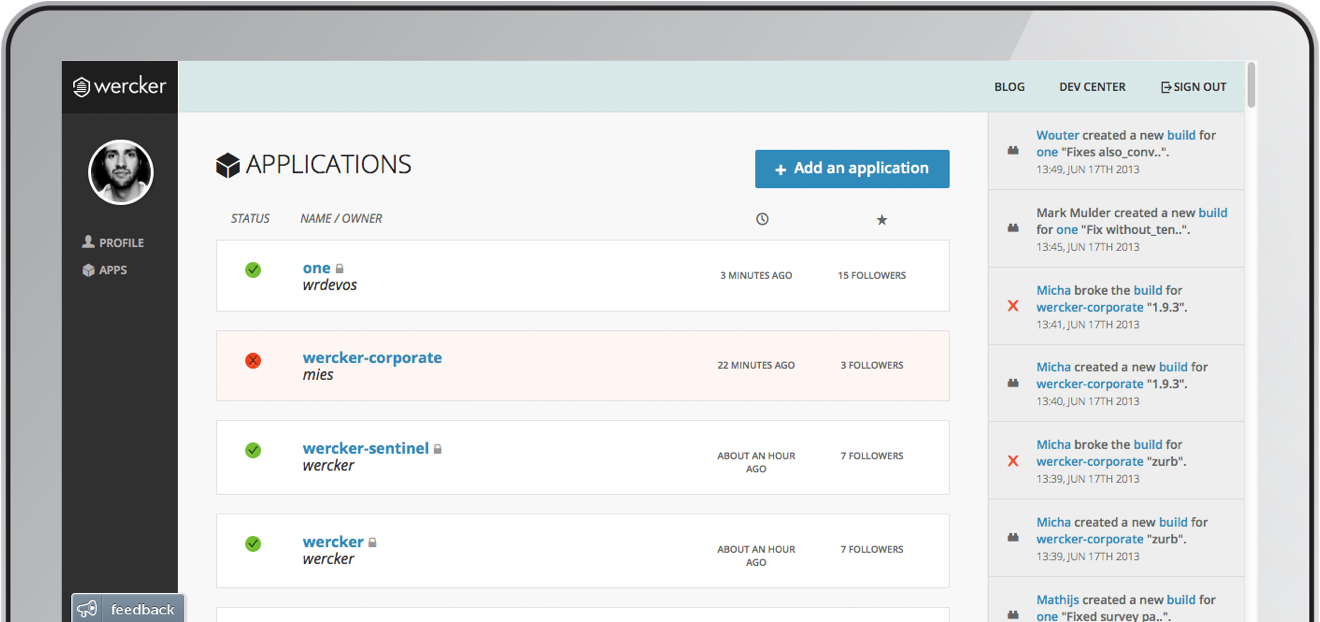 wercker
BLOG
DEV CENTER
SIGN OUT
PROFILE
APPS
feedback
APPLICATIONS
+ Add an application
STATUS
NAME / OWNER
one
wrdevos
3 MINUTES AGO
15 FOLLOWERS
wercker-corporate
mies
22 MINUTES AGO
3 FOLLOWERS
wercker-sentinel
wercker
ABOUT AN HOUR
AGO
7 FOLLOWERS
wercker
wercker
ABOUT AN HOUR
AGO
7 FOLLOWERS
Wouter created a new build for
one "Fixes also_conv..".
13:49, JUN 17TH 2013
Mark Mulder created a new build
for one "Fix without_ten..".
13:45, JUN 17TH 2013
Micha broke the build for
wercker-corporate "1.9.3".
13:41, JUN 17TH 2013
Micha created a new build for
wercker-corporate "1.9.3".
13:40, JUN 17TH 2013
Micha broke the build for
wercker-corporate "zurb".
13:39, JUN 17TH 2013
Micha created a new build for
wercker-corporate "zurb".
13:39, JUN 17TH 2013
Mathijs created a new build for
one "Fixed survey pa..".